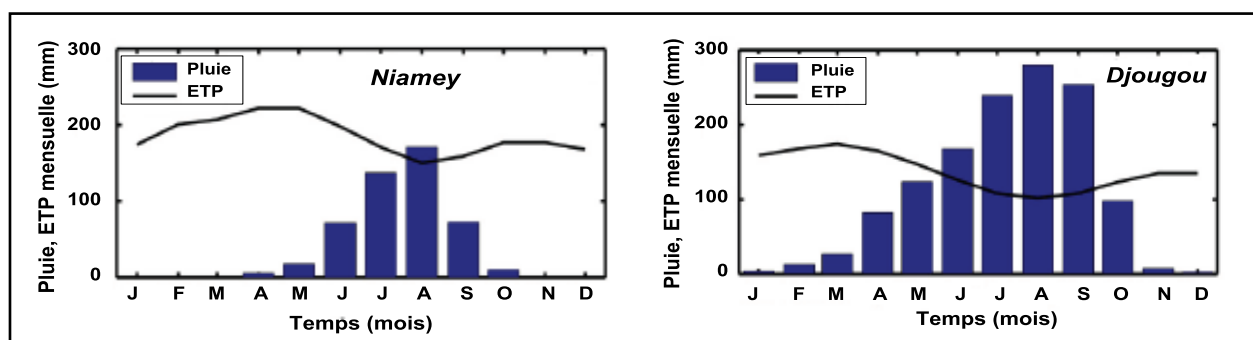 Pluie, ETP mensuelle (mm)
300
200
100
0
Pluie
ETP
Niamey
J F M A M J J A S O N D
Temps (mois)
Pluie, ETP mensuelle (mm)
300
200
100
0
Pluie
ETP
Djougou
J F M A M J J A S O N D
Temps (mois)